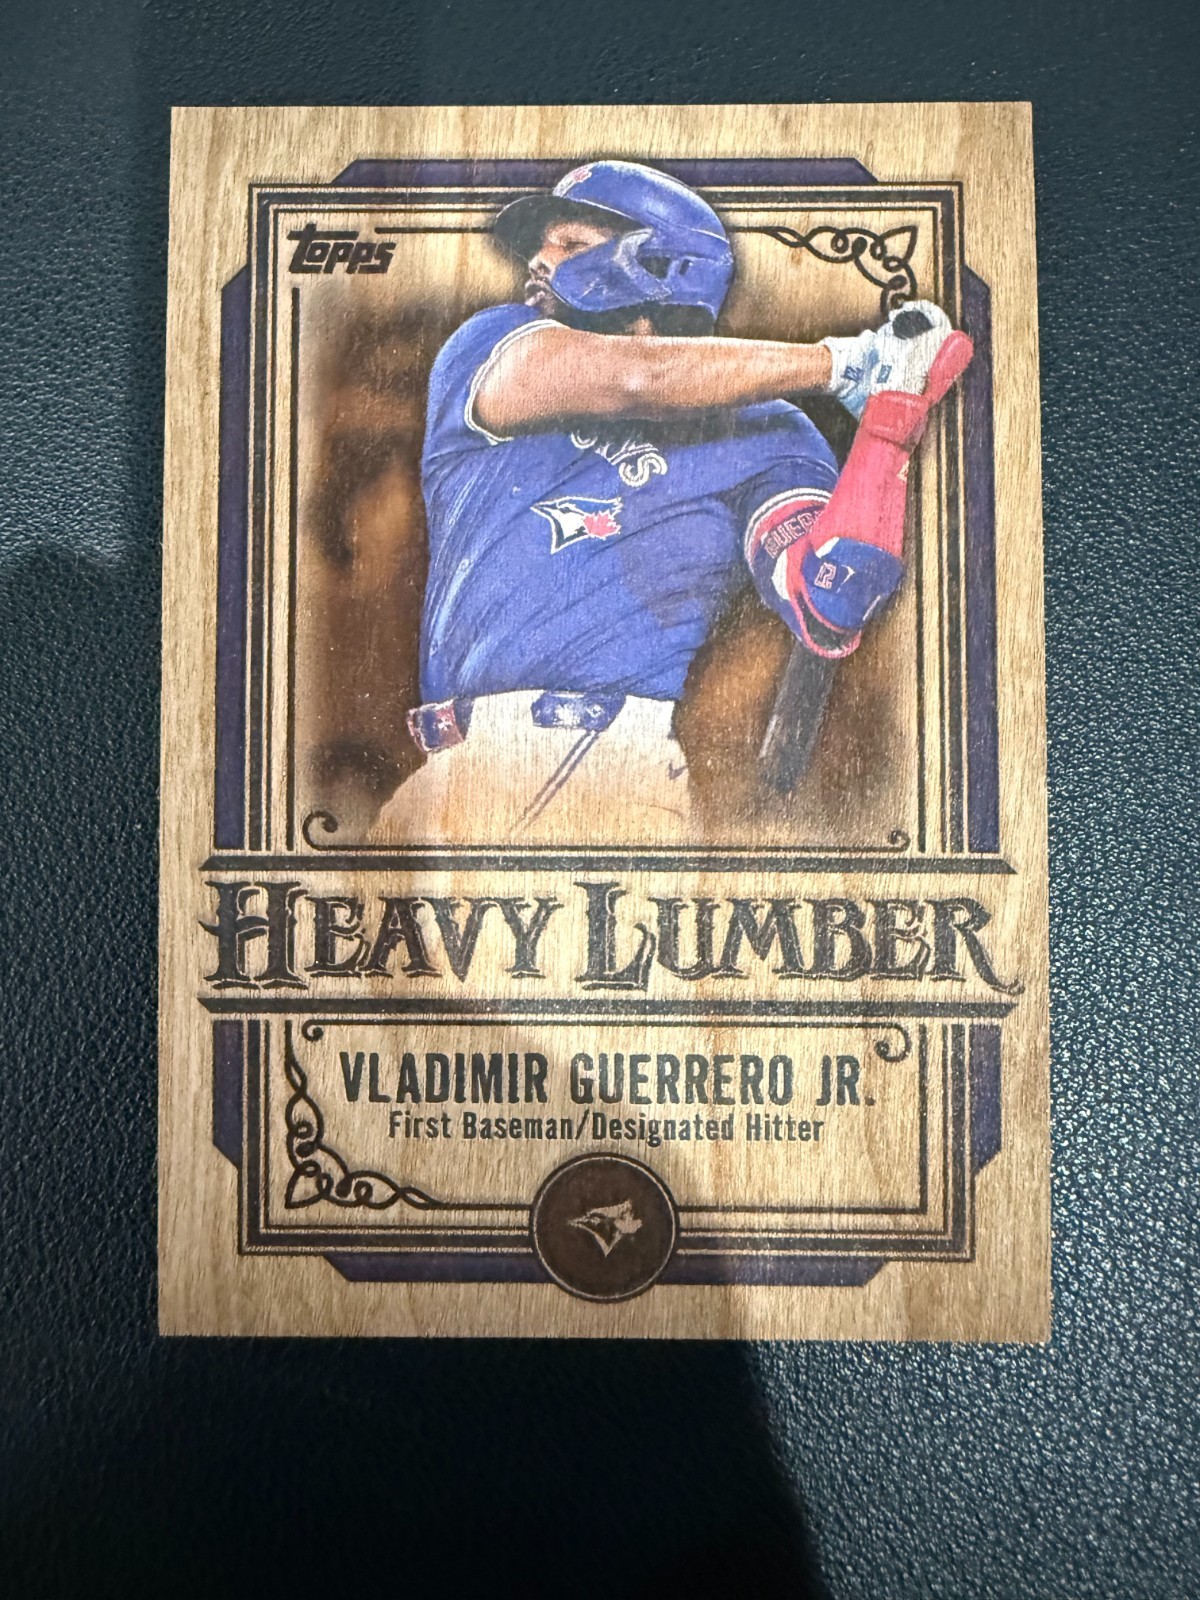 topps
HEAVY LUMBER
VLADIMIR GUERRERO JR.
First Baseman/Designated Hitter